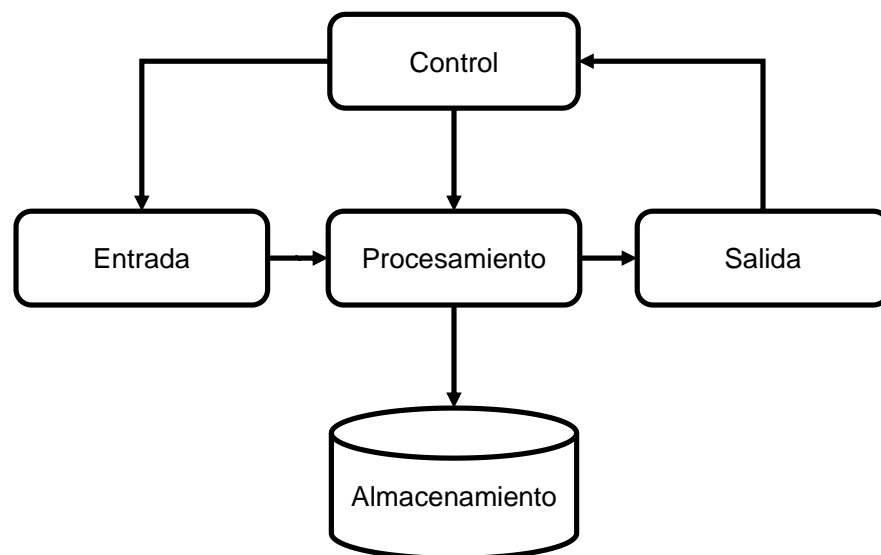 Control
Entrada
Procesamiento
Salida
Almacenamiento